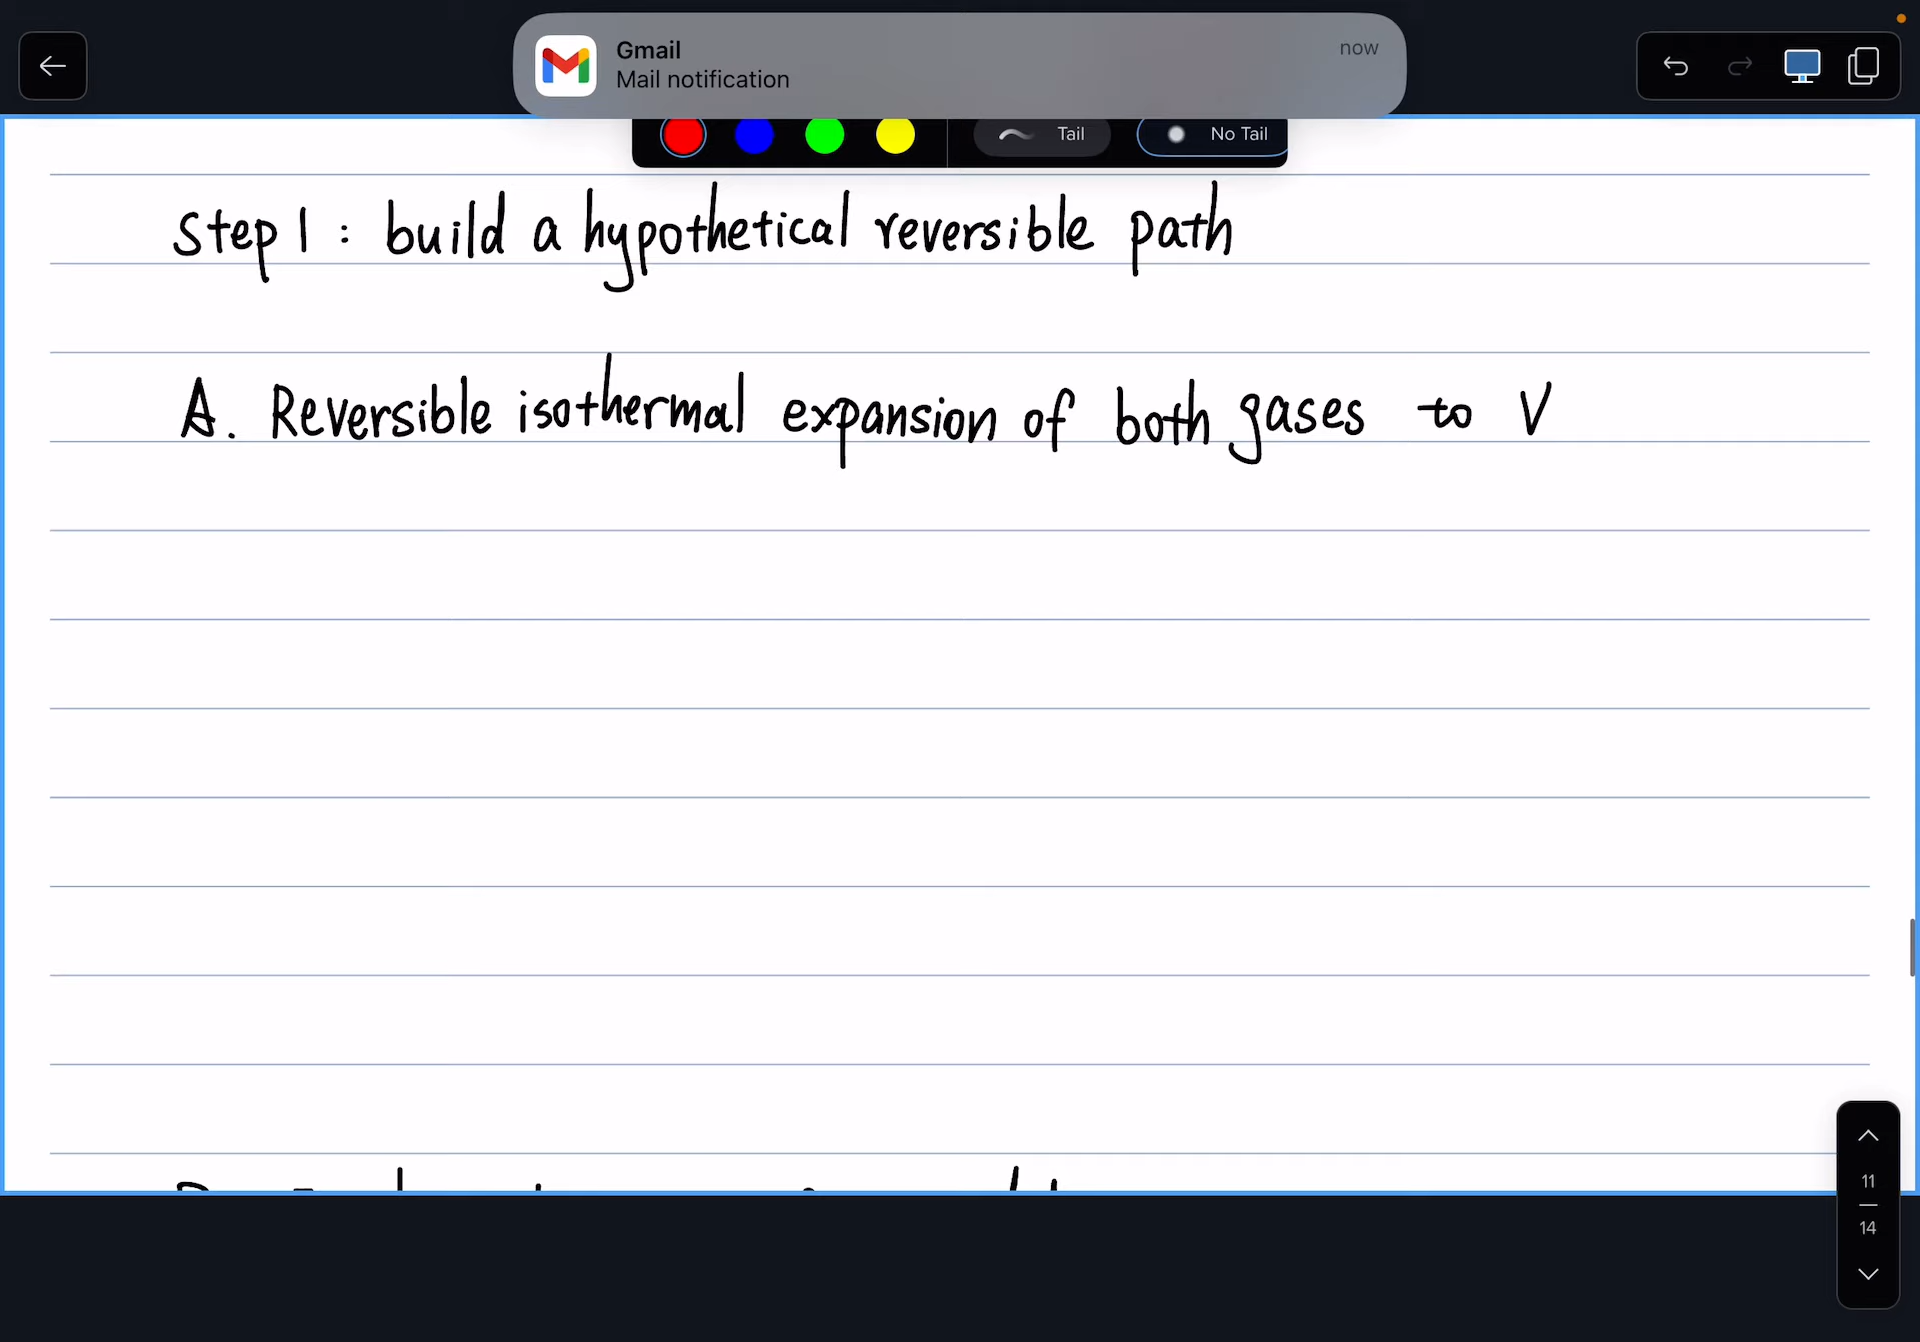 Gmail
now
Mail notification
Tail
No Tail
Step 1 : build a hypothetical reversible path
A. Reversible isothermal expansion of both gases to V
11
14